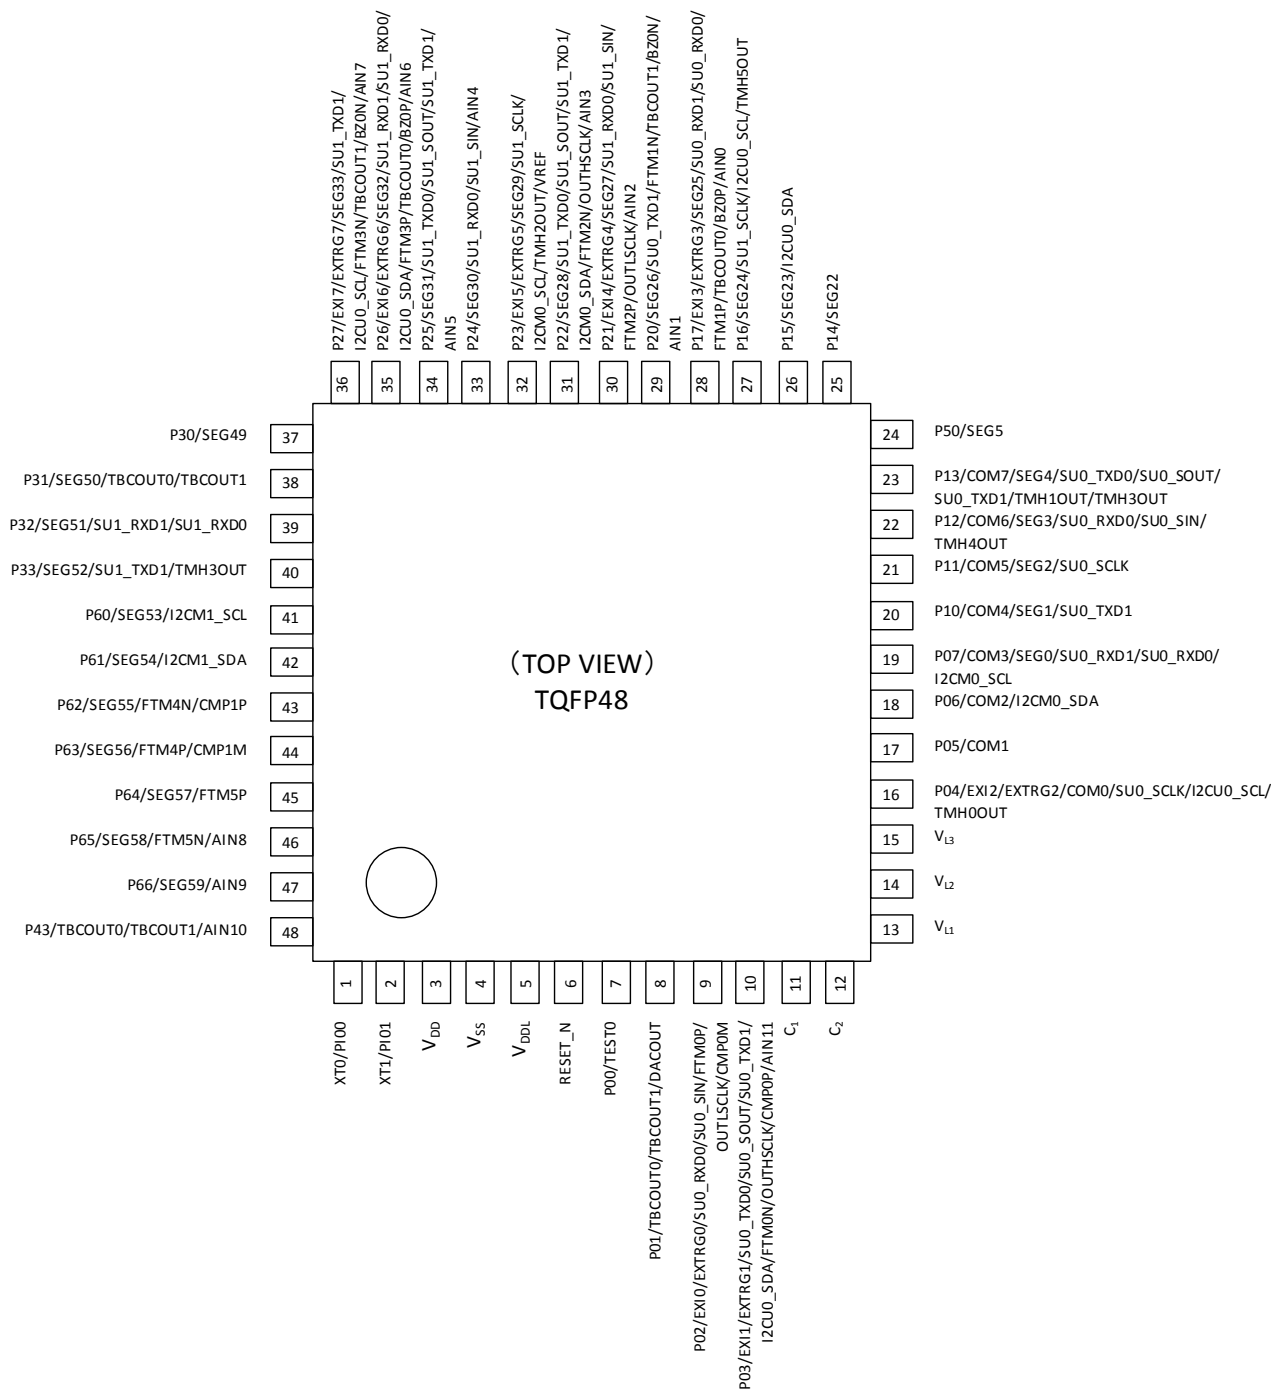 P27/EXI7/EXTRG7/SEG33/SU1_TXD1/
I2CU0_SCL/FTM3N/TBCOUT1/BZ0N/AIN7
P26/EXI6/EXTRG6/SEG32/SU1_RXD1/SU1_RXD0/
I2CU0_SDA/FTM3P/TBCOUT0/BZ0P/AIN6
P25/SEG31/SU1_TXD0/SU1_SOUT/SU1_TXD1/
AIN5
P24/SEG30/SU1_RXD0/SU1_SIN/AIN4
P23/EXI5/EXTRG5/SEG29/SU1_SCLK/
I2CM0_SCL/TMH2OUT/VREF
P22/SEG28/SU1_TXD0/SU1_SOUT/SU1_TXD1/
I2CM0_SDA/FTM2N/OUTHSCLK/AIN3
P21/EXI4/EXTRG4/SEG27/SU1_RXD0/SU1_SIN/
FTM2P/OUTLSCLK/AIN2
P20/SEG26/SU0_TXD1/FTM1N/TBCOUT1/BZ0N/
AIN1
P17/EXI3/EXTRG3/SEG25/SU0_RXD1/SU0_RXD0/
FTM1P/TBCOUT0/BZ0P/AIN0
P16/SEG24/SU1_SCLK/I2CU0_SCL/TMH5OUT
P15/SEG23/I2CU0_SDA
P14/SEG22
36
35
34
33
32
31
30
29
28
27
26
25
P30/SEG49
37
P31/SEG50/TBCOUT0/TBCOUT1
38
P32/SEG51/SU1_RXD1/SU1_RXD0
39
P33/SEG52/SU1_TXD1/TMH3OUT
40
P60/SEG53/I2CM1_SCL
41
P61/SEG54/I2CM1_SDA
42
P62/SEG55/FTM4N/CMP1P
43
P63/SEG56/FTM4P/CMP1M
44
P64/SEG57/FTM5P
45
P65/SEG58/FTM5N/AIN8
46
P66/SEG59/AIN9
47
P43/TBCOUT0/TBCOUT1/AIN10
48
(TOP VIEW)
TQFP48
24
P50/SEG5
23
P13/COM7/SEG4/SU0_TXD0/SU0_SOUT/
SU0_TXD1/TMH1OUT/TMH3OUT
22
P12/COM6/SEG3/SU0_RXD0/SU0_SIN/
TMH4OUT
21
P11/COM5/SEG2/SU0_SCLK
20
P10/COM4/SEG1/SU0_TXD1
19
P07/COM3/SEG0/SU0_RXD1/SU0_RXD0/
I2CM0_SCL
18
P06/COM2/I2CM0_SDA
17
P05/COM1
16
P04/EXI2/EXTRG2/COM0/SU0_SCLK/I2CU0_SCL/
TMH0OUT
15
VL3
14
VL2
13
VL1
1
2
3
4
5
6
7
8
9
10
11
12
XT0/PI00
XT1/PI01
VDD
VSS
VDDL
RESET_N
P00/TEST0
P01/TBCOUT0/TBCOUT1/DACOUT
P02/EXI0/EXTRG0/SU0_RXD0/SU0_SIN/FTM0P/
OUTLSCLK/CMP0M
P03/EXI1/EXTRG1/SU0_TXD0/SU0_SOUT/SU0_TXD1/
I2CU0_SDA/FTM0N/OUTHSCLK/CMP0P/AIN11
C1
C2